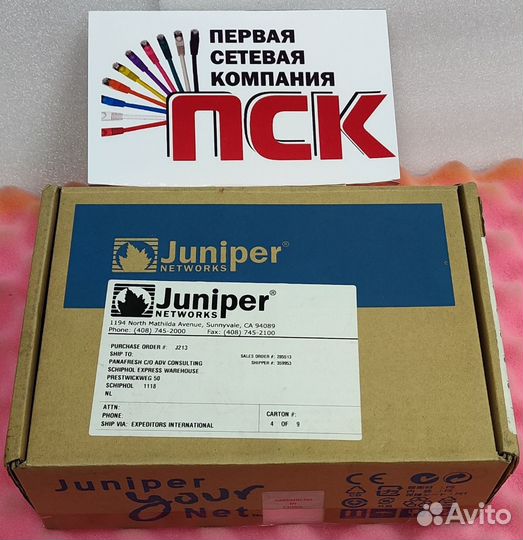 ПЕРВАЯ
СЕТЕВАЯ
КОМПАНИЯ
ПСК
Juniper®
NETWORKS
Juniper®
NETWORKS
1194 North Mathilda Avenue, Sunnyvale, CA 94089
Phone: (408) 745-2000 Fax: (408) 745-2100
PURCHASE ORDER #: J213
SHIP TO: SALES ORDER #: 285513
PANAFRESH C/O ADV CONSULTING SHIPPER #: 359953
SCHIPHOL EXPRESS WAREHOUSE
PRESTWICKWEG 50
SCHIPHOL 1118
NL
ATTN:
PHONE: CARTON #:
SHIP VIA: EXPEDITORS INTERNATIONAL 4 OF 9
Juniper
your
Net
Avito